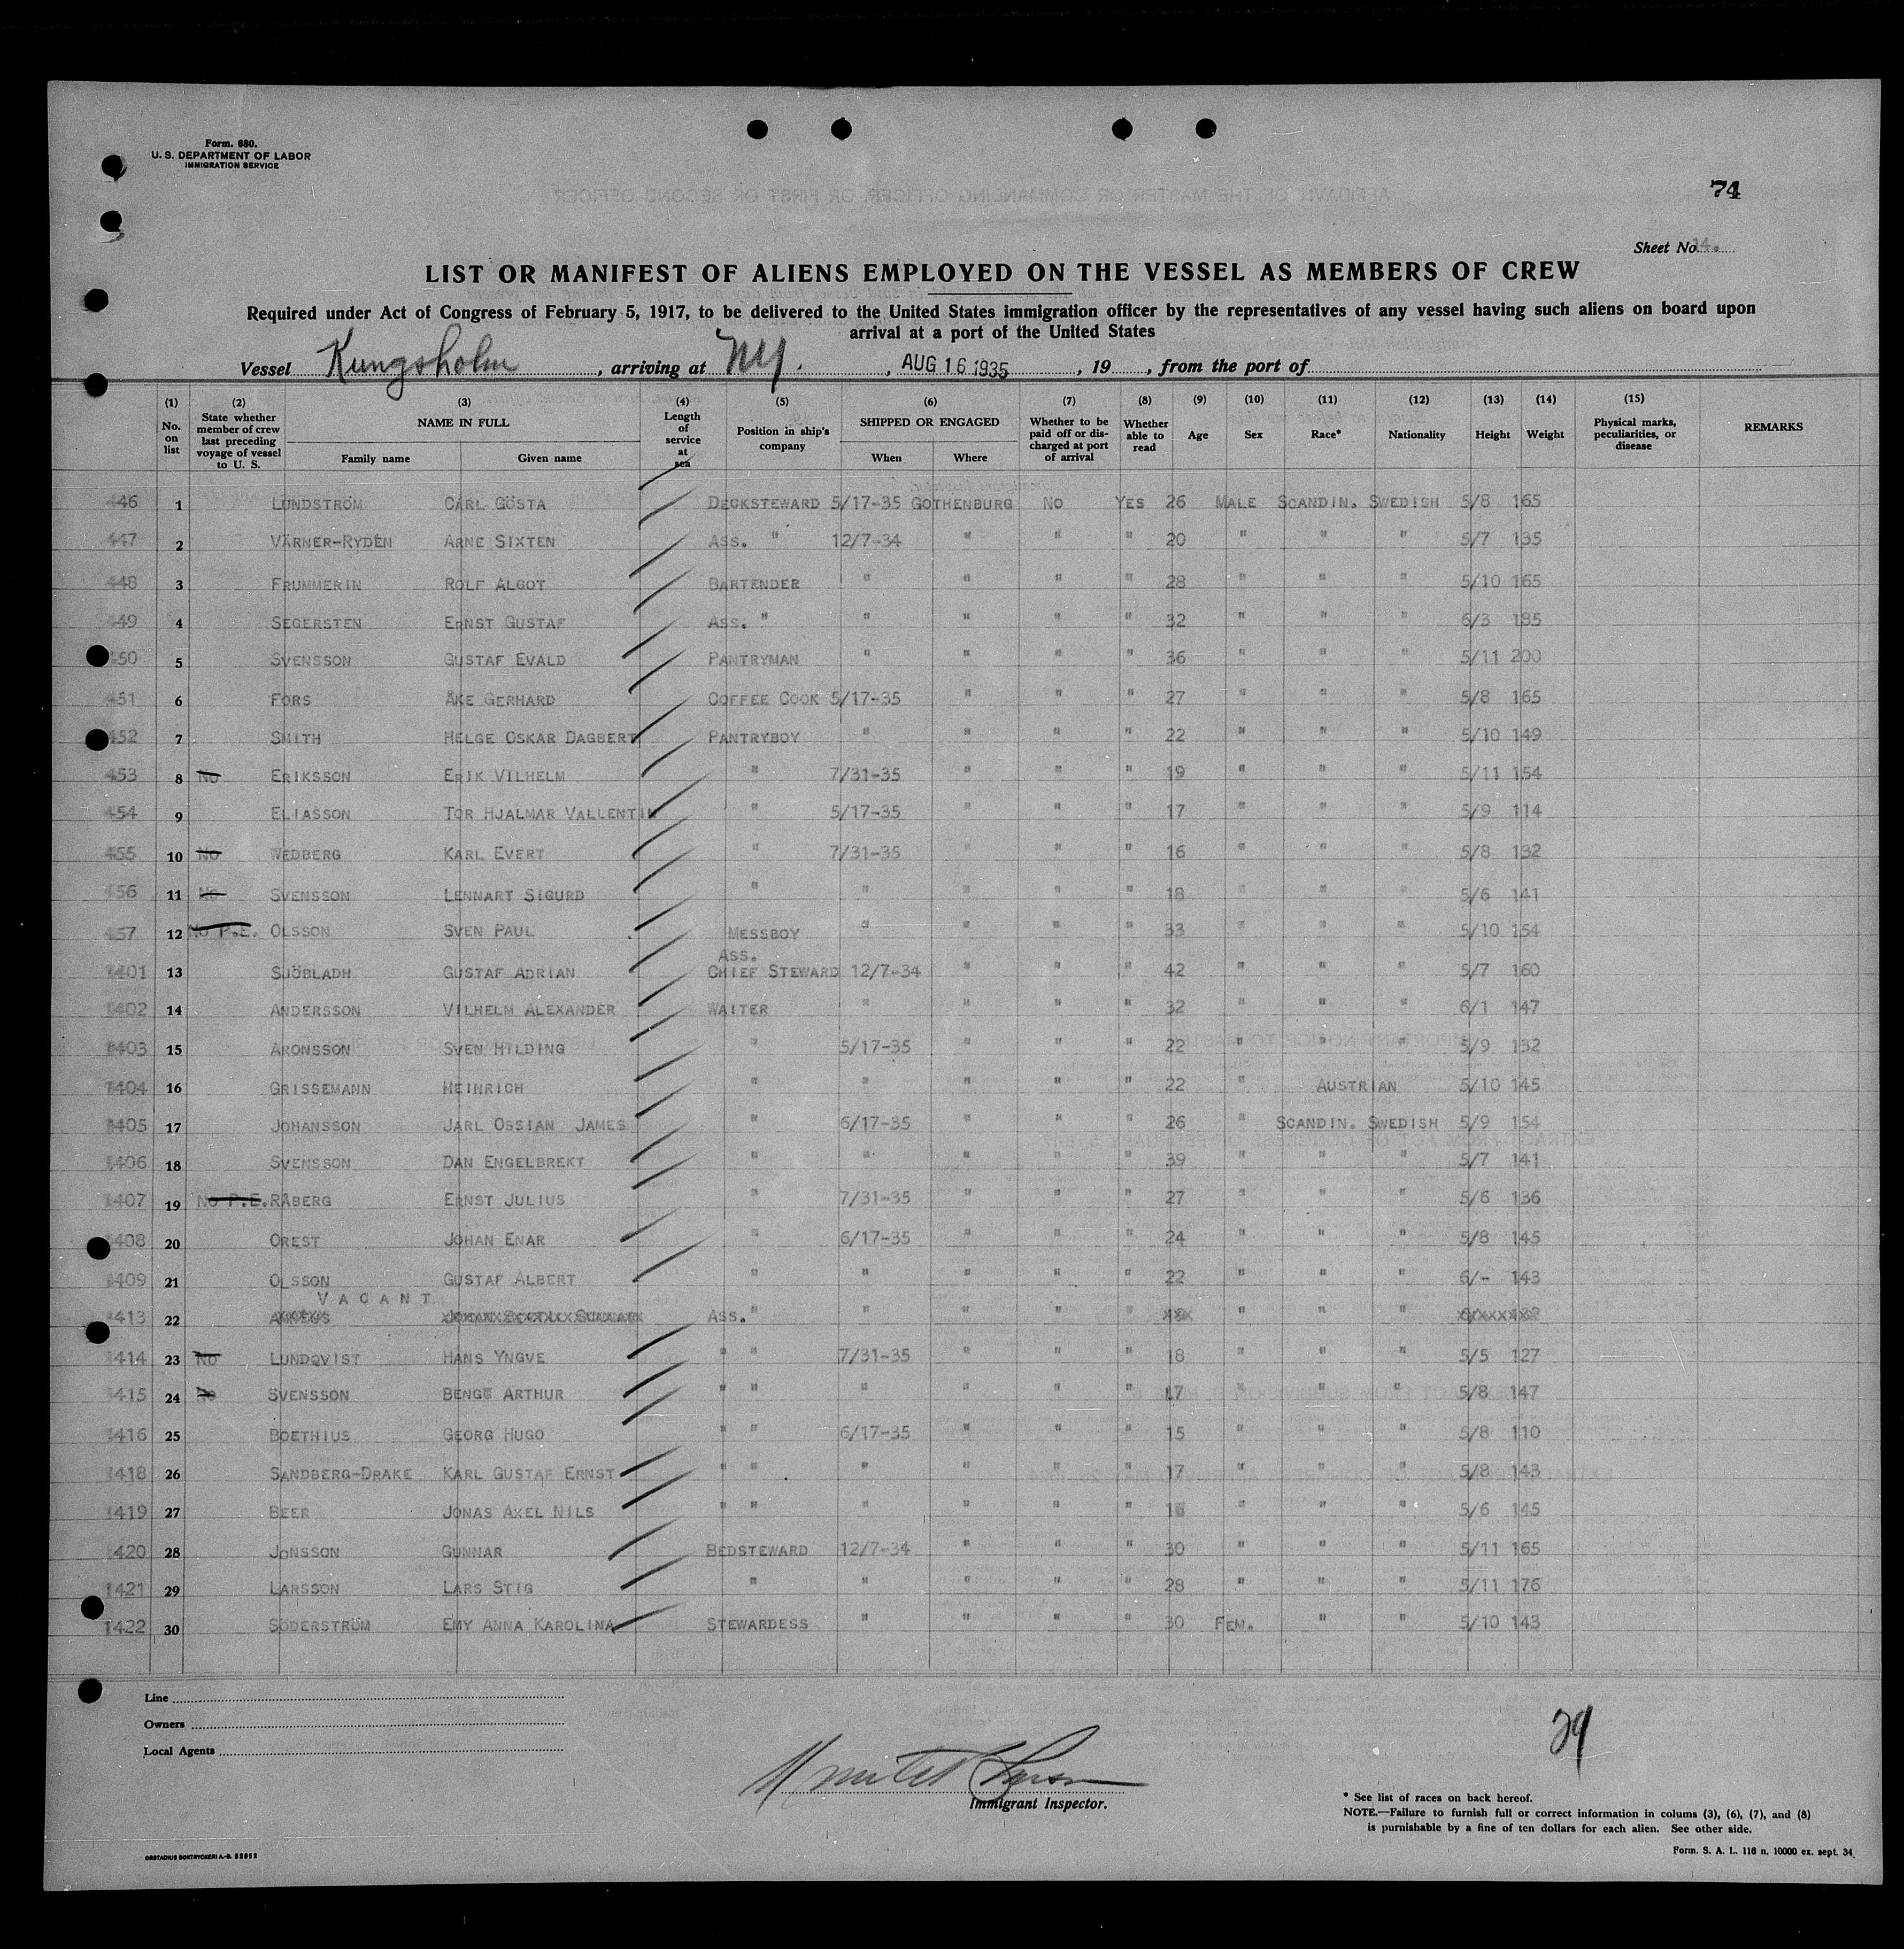 Form. 680.
U. S. DEPARTMENT OF LABOR
IMMIGRATION SERVICE
74
Sheet No. 14.
LIST OR MANIFEST OF ALIENS EMPLOYED ON THE VESSEL AS MEMBERS OF CREW
Required under Act of Congress of February 5, 1917, to be delivered to the United States immigration officer by the representatives of any vessel having such aliens on board upon
arrival at a port of the United States
Vessel Kungsholm, arriving at NY., AUG 16 1935, 19, from the port of
(1) No. on list (2) State whether member of crew last preceding voyage of vessel to U. S. (3) NAME IN FULL Family name Given name (4) Length of service at sea (5) Position in ship's company (6) SHIPPED OR ENGAGED When Where (7) Whether to be paid off or discharged at port of arrival (8) Whether able to read (9) Age (10) Sex (11) Race* (12) Nationality (13) Height (14) Weight (15) Physical marks, peculiarities, or disease REMARKS
446 1 LUNDSTRÖM CARL GÖSTA DECKSTEWARD 5/17-35 GOTHENBURG NO YES 26 MALE SCANDIN. SWEDISH 5/8 165
447 2 VÄRNER-RYDÉN ARNE SIXTEN ASS. " 12/7-34 " " " 20 " " " 5/7 135
448 3 FRUMMERIN ROLF ALGOT BARTENDER " " " " 28 " " " 5/10 165
449 4 SEGERSTEN ERNST GUSTAF ASS. " " " " " 32 " " " 6/3 185
450 5 SVENSSON GUSTAF EVALD PANTRYMAN " " " " 36 " " " 5/11 200
451 6 FORS ÅKE GERHARD COFFEE COOK 5/17-35 " " " 27 " " " 5/8 165
452 7 SMITH HELGE OSKAR DAGBERT PANTRYBOY " " " " 22 " " " 5/10 149
453 8 NO ERIKSSON ERIK VILHELM " 7/31-35 " " " 19 " " " 5/11 154
454 9 ELIASSON TOR HJALMAR VALLENTIN " 5/17-35 " " " 17 " " " 5/9 114
455 10 NO WEDBERG KARL EVERT " 7/31-35 " " " 16 " " " 5/8 132
456 11 NO SVENSSON LENNART SIGURD " " " " " 18 " " " 5/6 141
457 12 NO P.E. OLSSON SVEN PAUL MESSBOY " " " " 33 " " " 5/10 154
1401 13 SJÖBLADH GUSTAF ADRIAN ASS. CHIEF STEWARD 12/7-34 " " " 42 " " " 5/7 160
1402 14 ANDERSSON VILHELM ALEXANDER WAITER " " " " 32 " " " 6/1 147
1403 15 ARONSSON SVEN HILDING " 5/17-35 " " " 22 " " " 5/9 132
1404 16 GRISSEMANN HEINRICH " " " " " 22 " AUSTRIAN 5/10 145
1405 17 JOHANSSON JARL OSSIAN JAMES " 6/17-35 " " " 26 " SCANDIN. SWEDISH 5/9 154
1406 18 SVENSSON DAN ENGELBREKT " " " " " 39 " " " 5/7 141
1407 19 NO P.E. RÅBERG ERNST JULIUS " 7/31-35 " " " 27 " " " 5/6 136
1408 20 OREST JOHAN ENAR " 6/17-35 " " " 24 " " " 5/8 145
1409 21 OLSSON GUSTAF ALBERT " " " " " 22 " " " 6/- 143
VACANT
1413 22 ASS. " " " " " " " "
1414 23 NO LUNDQVIST HANS YNGVE " " 7/31-35 " " " 18 " " " 5/5 127
1415 24 NO SVENSSON BENGT ARTHUR " " " " " " 17 " " " 5/8 147
1416 25 BOETHIUS GEORG HUGO " " 6/17-35 " " " 15 " " " 5/8 110
1418 26 SANDBERG-DRAKE KARL GUSTAF ERNST " " " " " " 17 " " " 5/8 143
1419 27 BEER JONAS AXEL NILS " " " " " " 16 " " " 5/6 145
1420 28 JONSSON GUNNAR BEDSTEWARD 12/7-34 " " " 30 " " " 5/11 165
1421 29 LARSSON LARS STIG " " " " " 28 " " " 5/11 176
1422 30 SÖDERSTRÖM EMY ANNA KAROLINA STEWARDESS " " " " 30 FEM. " " 5/10 143
Line
Owners
Local Agents
29
Immigrant Inspector.
* See list of races on back hereof.
NOTE.—Failure to furnish full or correct information in colums (3), (6), (7), and (8)
is purnishable by a fine of ten dollars for each alien. See other side.
ORSTADIUS BOKTRYCKERI A.-B. 52852
Form. S. A. L. 116 n. 10000 ex. sept. 34